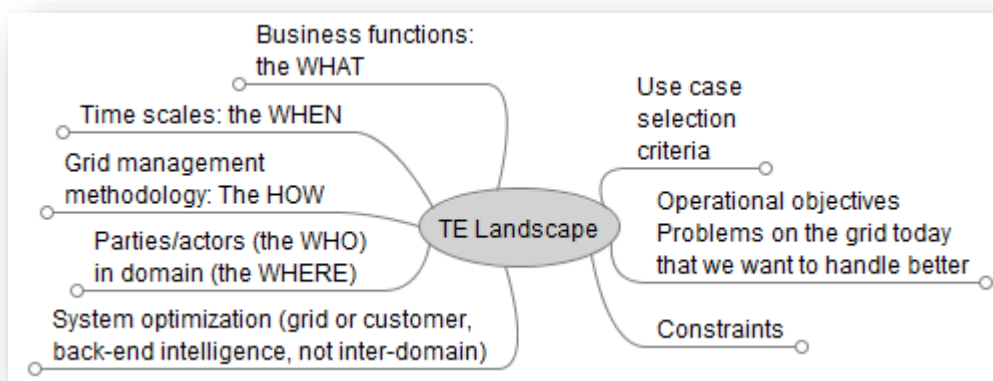 Business functions:
the WHAT
Time scales: the WHEN
Grid management
methodology: The HOW
Parties/actors (the WHO)
in domain (the WHERE)
System optimization (grid or customer,
back-end intelligence, not inter-domain)
TE Landscape
Use case
selection
criteria
Operational objectives
Problems on the grid today
that we want to handle better
Constraints